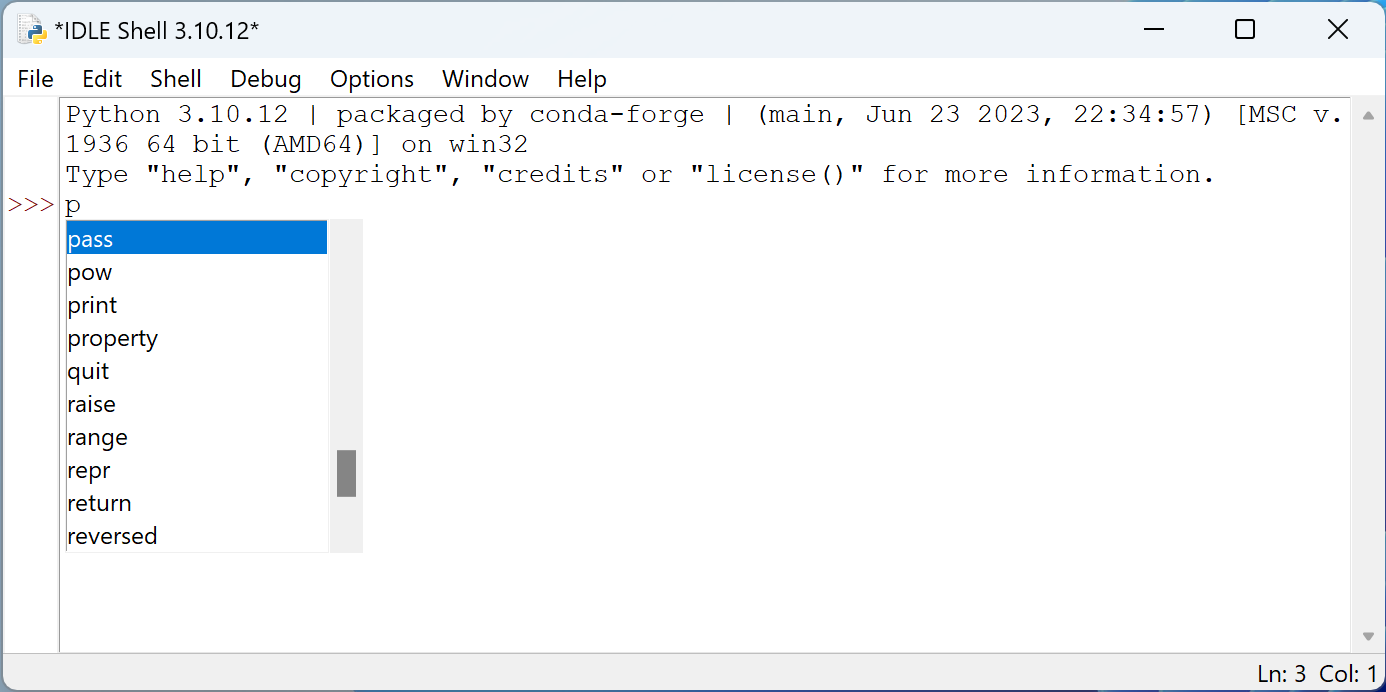 *IDLE Shell 3.10.12*
File Edit Shell Debug Options Window Help
Python 3.10.12 | packaged by conda-forge | (main, Jun 23 2023, 22:34:57) [MSC v.
1936 64 bit (AMD64)] on win32
Type "help", "copyright", "credits" or "license()" for more information.
>>> p
pass
pow
print
property
quit
raise
range
repr
return
reversed
Ln: 3 Col: 1